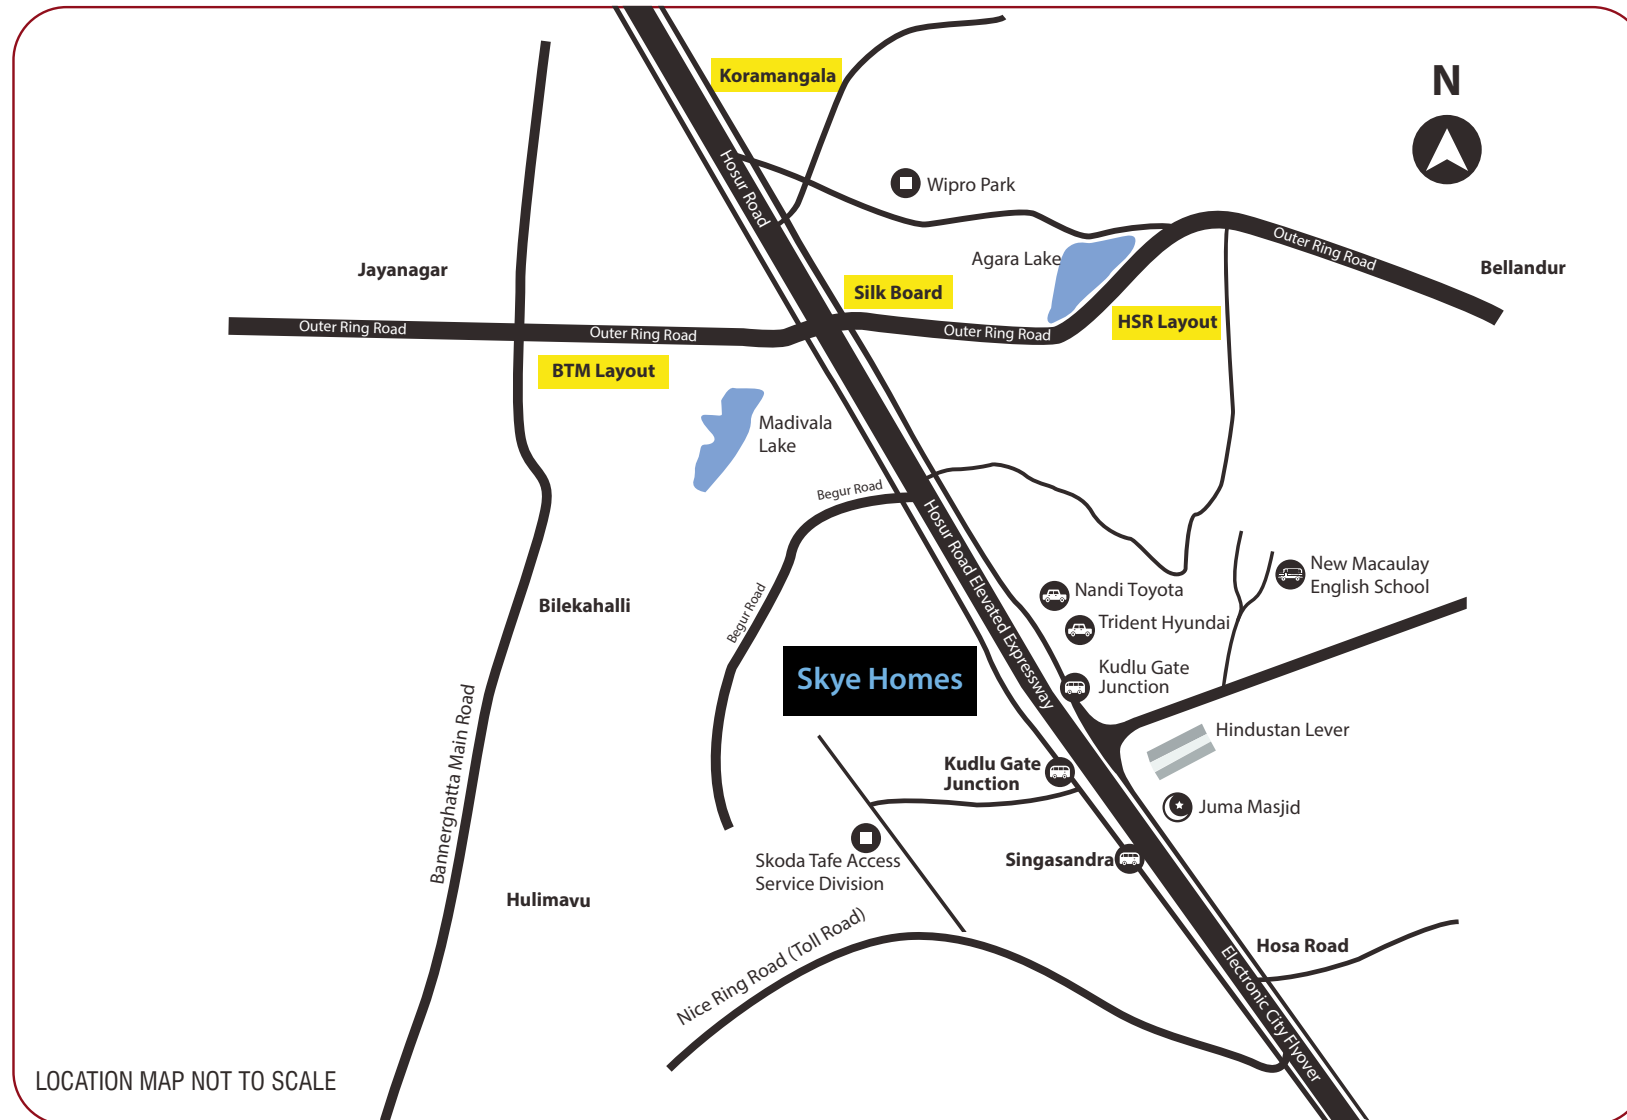 Koramangala
N
Hosur Road
Wipro Park
Agara Lake
Outer Ring Road
Bellandur
Jayanagar
Silk Board
HSR Layout
Outer Ring Road
Outer Ring Road
Outer Ring Road
BTM Layout
Madivala
Lake
Begur Road
Hosur Road Elevated Expressway
New Macaulay
English School
Nandi Toyota
Bilekahalli
Begur Road
Trident Hyundai
Skye Homes
Kudlu Gate
Junction
Bannerghatta Main Road
Hindustan Lever
Kudlu Gate
Junction
Juma Masjid
Skoda Tafe Access
Service Division
Singasandra
Hulimavu
Nice Ring Road (Toll Road)
Hosa Road
Electronic City Flyover
LOCATION MAP NOT TO SCALE